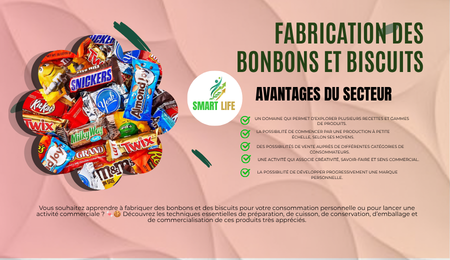 FABRICATION DES
BONBONS ET BISCUITS
AVANTAGES DU SECTEUR
SMART LIFE
UN DOMAINE QUI PERMET D'EXPLORER PLUSIEURS RECETTES ET GAMMES
DE PRODUITS.
LA POSSIBILITÉ DE COMMENCER PAR UNE PRODUCTION À PETITE
ÉCHELLE, SELON SES MOYENS.
DES POSSIBILITÉS DE VENTE AUPRÈS DE DIFFÉRENTES CATÉGORIES DE
CONSOMMATEURS.
UNE ACTIVITÉ QUI ASSOCIE CRÉATIVITÉ, SAVOIR-FAIRE ET SENS COMMERCIAL.
LA POSSIBILITÉ DE DÉVELOPPER PROGRESSIVEMENT UNE MARQUE
PERSONNELLE.
SNICKERS
Almond
KitKat
TWIX
MilkyWay
TWIX
Vous souhaitez apprendre à fabriquer des bonbons et des biscuits pour votre consommation personnelle ou pour lancer une
activité commerciale ? 🍬🍪 Découvrez les techniques essentielles de préparation, de cuisson, de conservation, d'emballage et
de commercialisation de ces produits très appréciés.